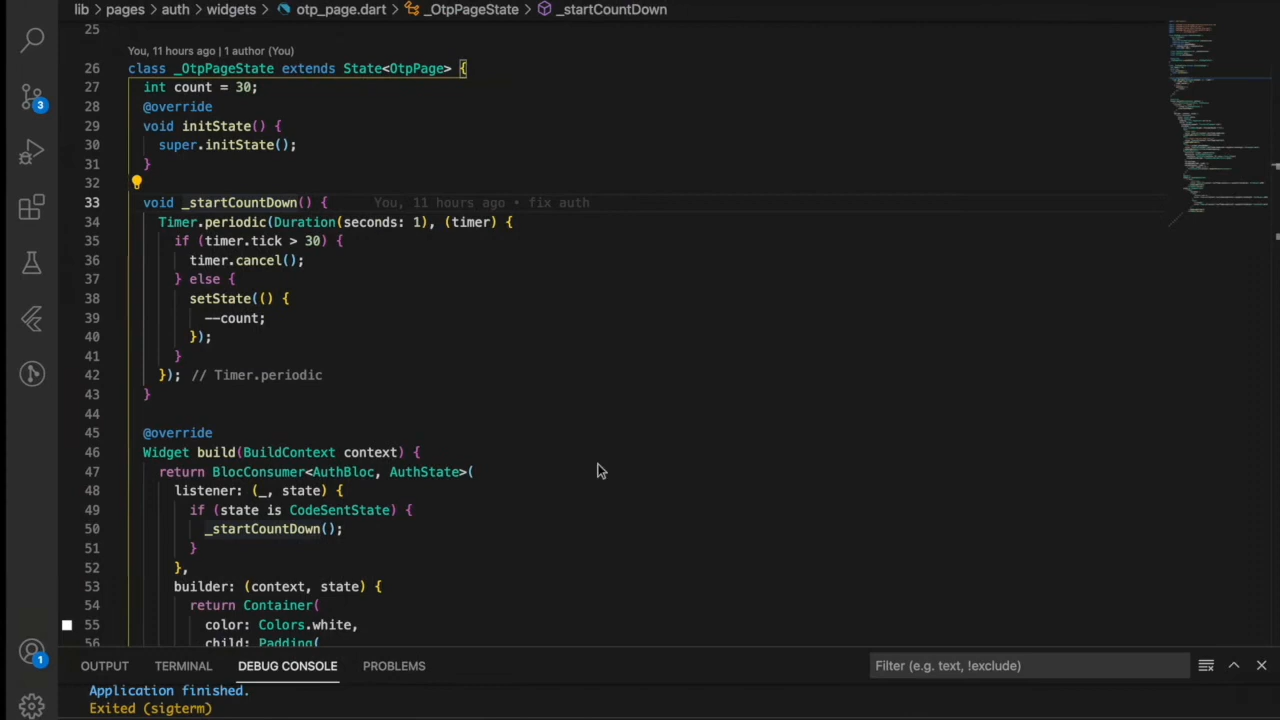 lib > pages > auth > widgets > otp_page.dart > _OtpPageState > _startCountDown
25
You, 11 hours ago | 1 author (You)
26 class _OtpPageState extends State<OtpPage> {
27 int count = 30;
28 @override
29 void initState() {
30 super.initState();
31 }
32
33 void _startCountDown() { You, 11 hours ago • fix auth
34 Timer.periodic(Duration(seconds: 1), (timer) {
35 if (timer.tick > 30) {
36 timer.cancel();
37 } else {
38 setState(() {
39 --count;
40 });
41 }
42 }); // Timer.periodic
43 }
44
45 @override
46 Widget build(BuildContext context) {
47 return BlocConsumer<AuthBloc, AuthState>(
48 listener: (_, state) {
49 if (state is CodeSentState) {
50 _startCountDown();
51 }
52 },
53 builder: (context, state) {
54 return Container(
55 color: Colors.white,
56 child: Padding(
3
1
OUTPUT TERMINAL DEBUG CONSOLE PROBLEMS Filter (e.g. text, !exclude)
Application finished.
Exited (sigterm)